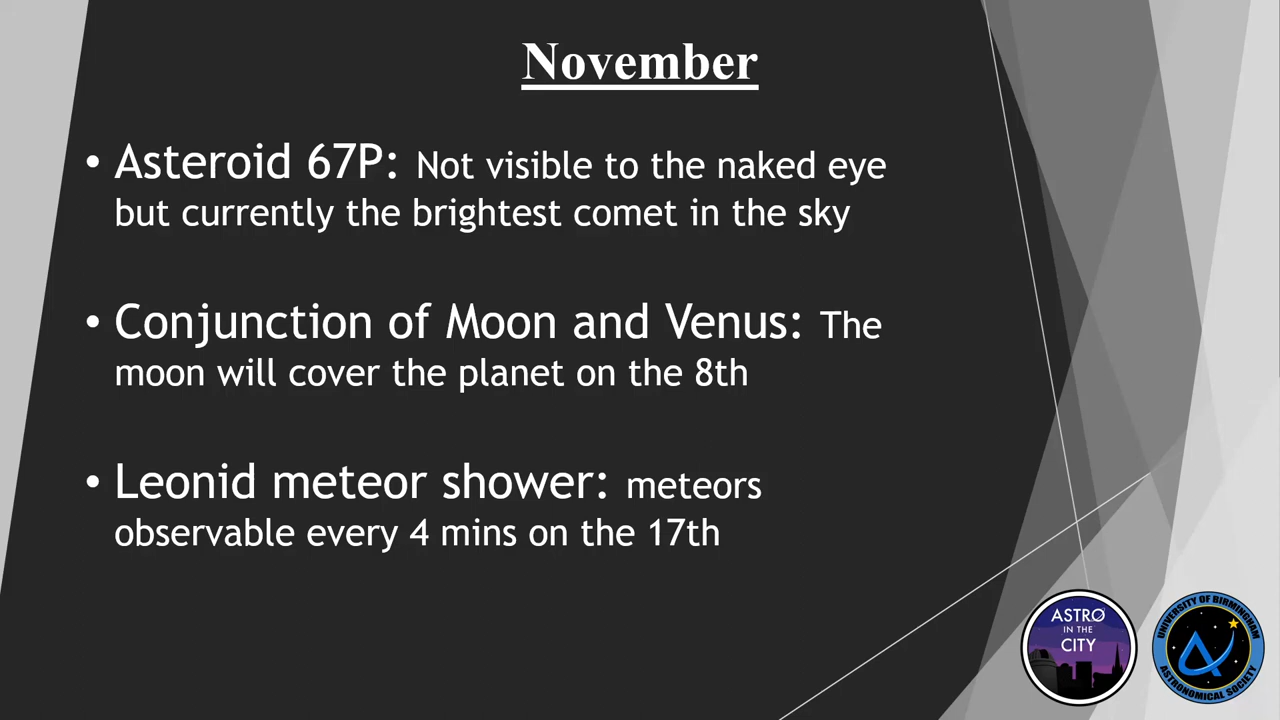 November
• Asteroid 67P: Not visible to the naked eye
but currently the brightest comet in the sky
• Conjunction of Moon and Venus: The
moon will cover the planet on the 8th
• Leonid meteor shower: meteors
observable every 4 mins on the 17th
ASTRO
IN THE
CITY
UNIVERSITY OF BIRMINGHAM
ASTRONOMICAL SOCIETY